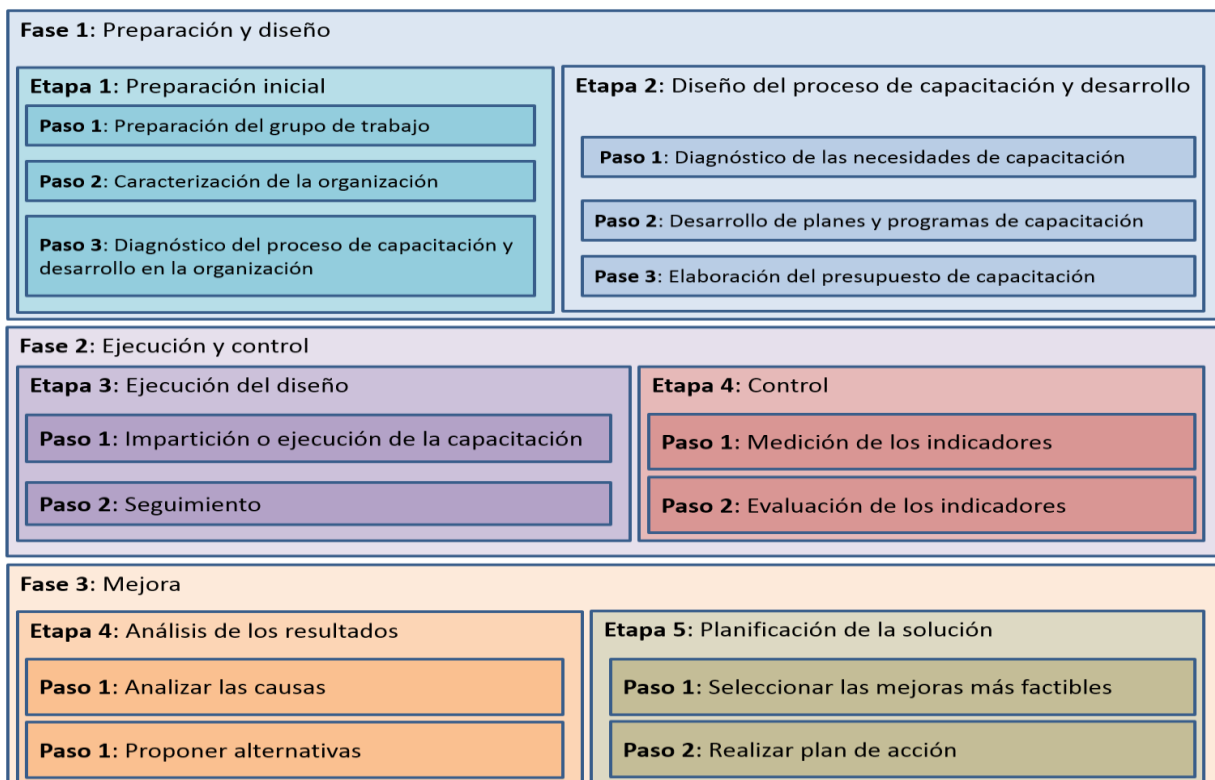 Fase 1: Preparación y diseño
Etapa 1: Preparación inicial
Paso 1: Preparación del grupo de trabajo
Paso 2: Caracterización de la organización
Paso 3: Diagnóstico del proceso de capacitación y
desarrollo en la organización
Etapa 2: Diseño del proceso de capacitación y desarrollo
Paso 1: Diagnóstico de las necesidades de capacitación
Paso 2: Desarrollo de planes y programas de capacitación
Pase 3: Elaboración del presupuesto de capacitación
Fase 2: Ejecución y control
Etapa 3: Ejecución del diseño
Paso 1: Impartición o ejecución de la capacitación
Paso 2: Seguimiento
Etapa 4: Control
Paso 1: Medición de los indicadores
Paso 2: Evaluación de los indicadores
Fase 3: Mejora
Etapa 4: Análisis de los resultados
Paso 1: Analizar las causas
Paso 1: Proponer alternativas
Etapa 5: Planificación de la solución
Paso 1: Seleccionar las mejoras más factibles
Paso 2: Realizar plan de acción